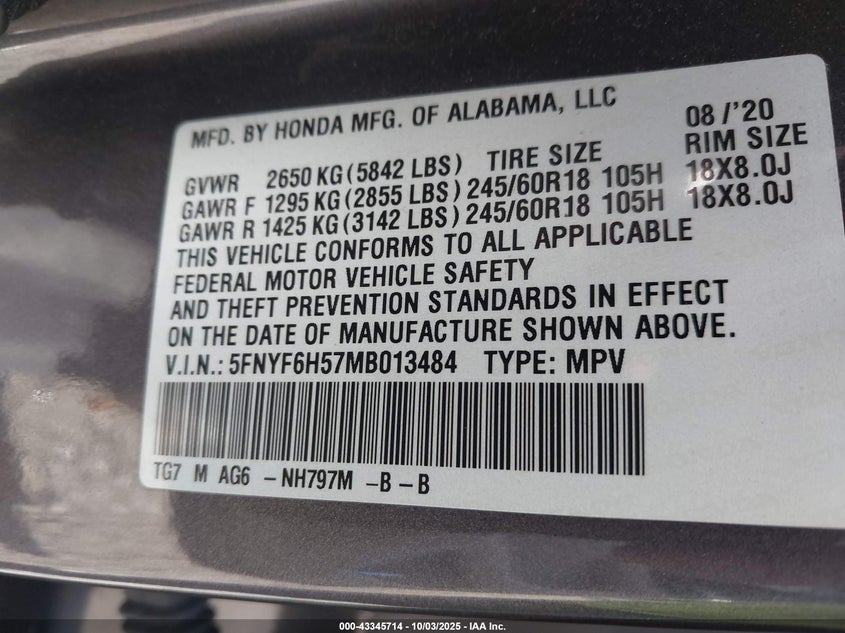 MFD. BY HONDA MFG. OF ALABAMA, LLC 08 /'20
GVWR 2650 KG (5842 LBS) TIRE SIZE RIM SIZE
GAWR F 1295 KG (2855 LBS) 245/60R18 105H 18X8.0J
GAWR R 1425 KG (3142 LBS) 245/60R18 105H 18X8.0J
THIS VEHICLE CONFORMS TO ALL APPLICABLE
FEDERAL MOTOR VEHICLE SAFETY
AND THEFT PREVENTION STANDARDS IN EFFECT
ON THE DATE OF MANUFACTURE SHOWN ABOVE.
V.I.N.: 5FNYF6H57MB013484 TYPE: MPV
TG7 M AG6 - NH797M - B - B
000-43345714 - 10/03/2025 - IAA Inc.